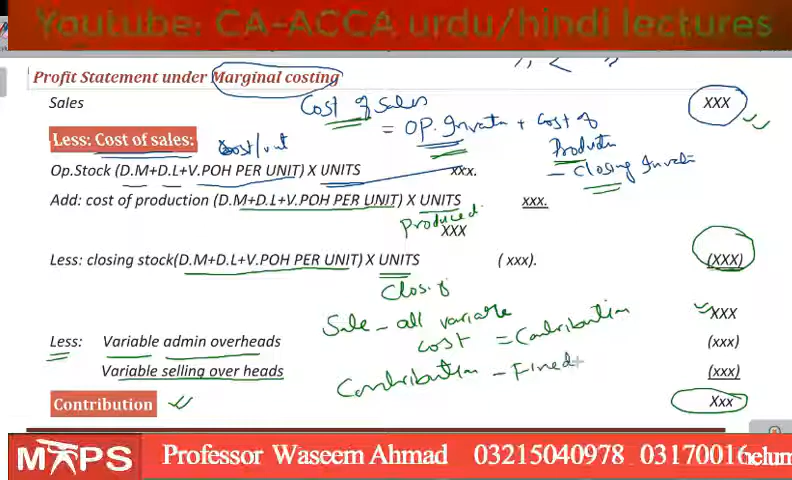 Youtube: CA-ACCA urdu/hindi lectures
Profit Statement under Marginal costing
Sales XXX
Cost of Sales
= OP. Inventn + Cost of
Productn
- Closing Inventn
Less: Cost of sales:
Cost/unit
Op.Stock (D.M+D.L+V.POH PER UNIT) X UNITS xxx.
Add: cost of production (D.M+D.L+V.POH PER UNIT) X UNITS xxx.
Produced
XXX
Less: closing stock(D.M+D.L+V.POH PER UNIT) X UNITS ( xxx). (XXX)
Closing
Sale - all variable XXX
cost = Contribution
Less: Variable admin overheads (xxx)
Variable selling over heads (xxx)
Contribution - Fixed
Contribution Xxx
MAPS Professor Waseem Ahmad 03215040978 03170016